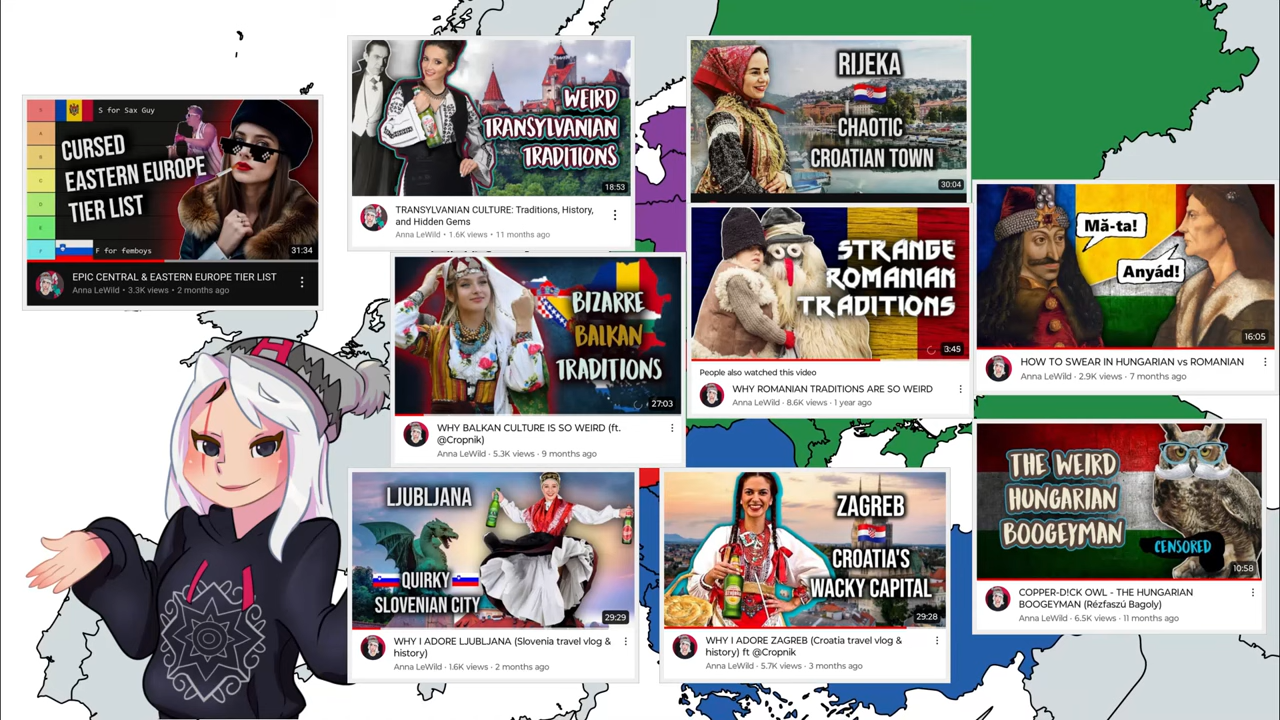 S for Sax Guy
CURSED
EASTERN EUROPE
TIER LIST
F for femboys
31:34
EPIC CENTRAL & EASTERN EUROPE TIER LIST
Anna LeWild • 3.3K views • 2 months ago
WEIRD
TRANSYLVANIAN
TRADITIONS
18:53
TRANSYLVANIAN CULTURE: Traditions, History,
and Hidden Gems
Anna LeWild • 1.6K views • 11 months ago
RIJEKA
CHAOTIC
CROATIAN TOWN
30:04
BIZARRE
BALKAN
TRADITIONS
27:03
WHY BALKAN CULTURE IS SO WEIRD (ft.
@Cropnik)
Anna LeWild • 5.3K views • 9 months ago
STRANGE
ROMANIAN
TRADITIONS
3:45
People also watched this video
WHY ROMANIAN TRADITIONS ARE SO WEIRD
Anna LeWild • 8.6K views • 1 year ago
Mă-ta!
Anyád!
16:05
HOW TO SWEAR IN HUNGARIAN vs ROMANIAN
Anna LeWild • 2.9K views • 7 months ago
LJUBLJANA
QUIRKY
SLOVENIAN CITY
29:29
WHY I ADORE LJUBLJANA (Slovenia travel vlog &
history)
Anna LeWild • 1.6K views • 2 months ago
ZAGREB
CROATIA'S
WACKY CAPITAL
29:28
WHY I ADORE ZAGREB (Croatia travel vlog &
history) ft @Cropnik
Anna LeWild • 5.7K views • 3 months ago
THE WEIRD
HUNGARIAN
BOOGEYMAN
CENSORED
10:58
COPPER-D!CK OWL - THE HUNGARIAN
BOOGEYMAN (Rézfaszú Bagoly)
Anna LeWild • 6.5K views • 11 months ago